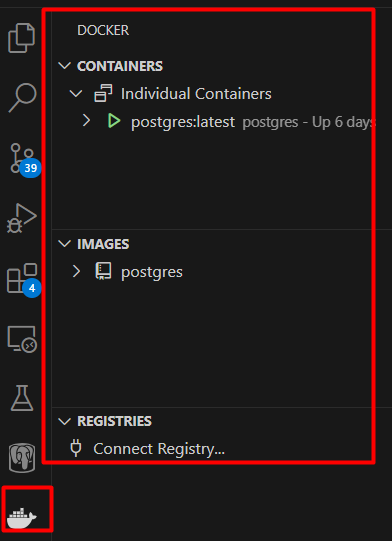 DOCKER
CONTAINERS
Individual Containers
postgres:latest postgres - Up 6 days
39
IMAGES
4
postgres
REGISTRIES
Connect Registry...